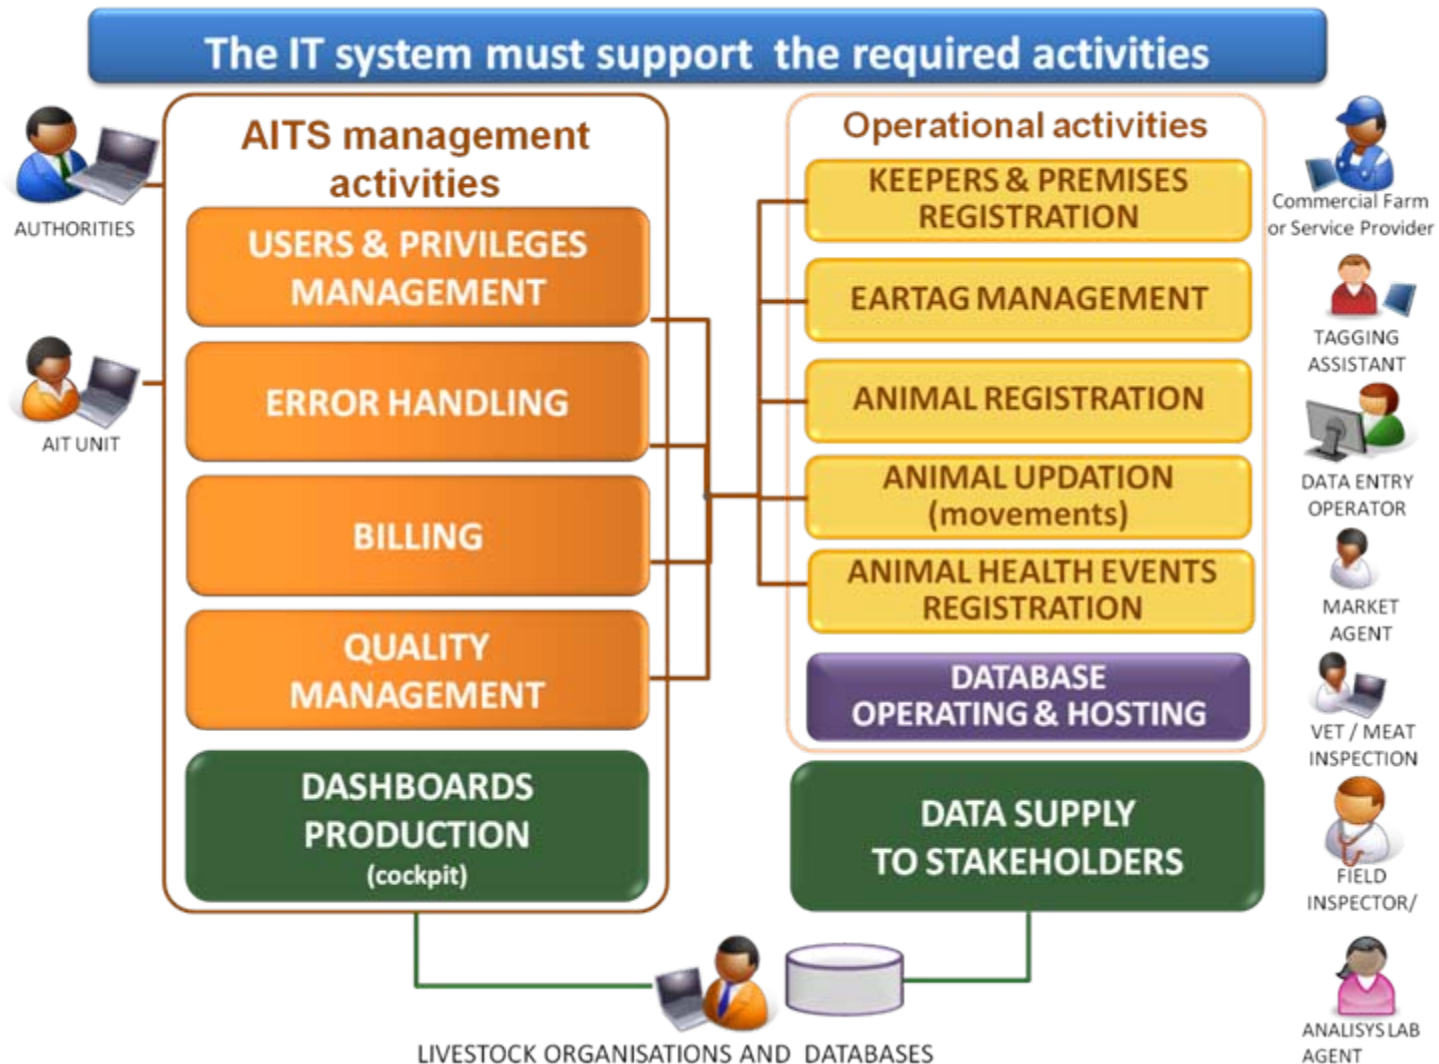 The IT system must support the required activities
AITS management
activities
USERS & PRIVILEGES
MANAGEMENT
ERROR HANDLING
BILLING
QUALITY
MANAGEMENT
DASHBOARDS
PRODUCTION
(cockpit)
AUTHORITIES
AIT UNIT
Operational activities
KEEPERS & PREMISES
REGISTRATION
EARTAG MANAGEMENT
ANIMAL REGISTRATION
ANIMAL UPDATION
(movements)
ANIMAL HEALTH EVENTS
REGISTRATION
DATABASE
OPERATING & HOSTING
DATA SUPPLY
TO STAKEHOLDERS
Commercial Farm
or Service Provider
TAGGING
ASSISTANT
DATA ENTRY
OPERATOR
MARKET
AGENT
VET / MEAT
INSPECTION
FIELD
INSPECTOR/
ANALISYS LAB
AGENT
LIVESTOCK ORGANISATIONS AND DATABASES